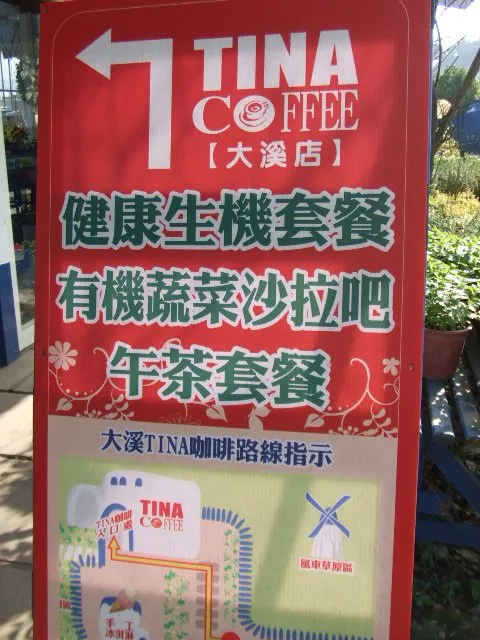 TINA
COFFEE
【大溪店】
健康生機套餐
有機蔬菜沙拉吧
午茶套餐
大溪TINA咖啡路線指示
TINA
COFFEE
TINA咖啡
入口處
風車草原區
手工
冰淇淋